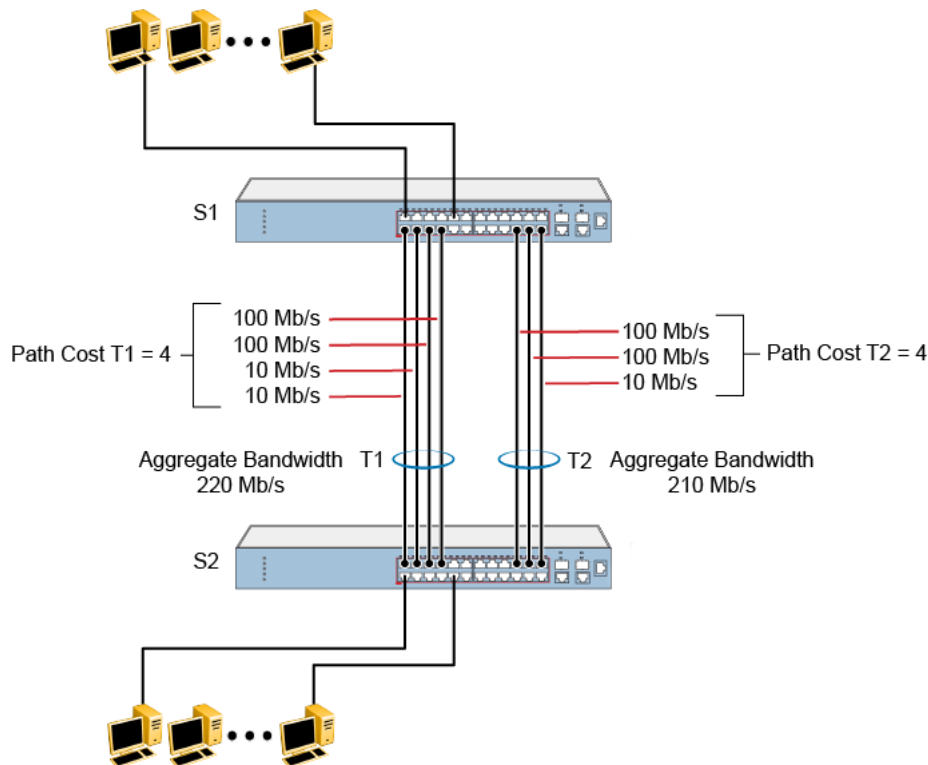 S1
100 Mb/s
100 Mb/s
10 Mb/s
10 Mb/s
Path Cost T1 = 4
100 Mb/s
100 Mb/s
10 Mb/s
Path Cost T2 = 4
Aggregate Bandwidth
220 Mb/s
T1
T2
Aggregate Bandwidth
210 Mb/s
S2